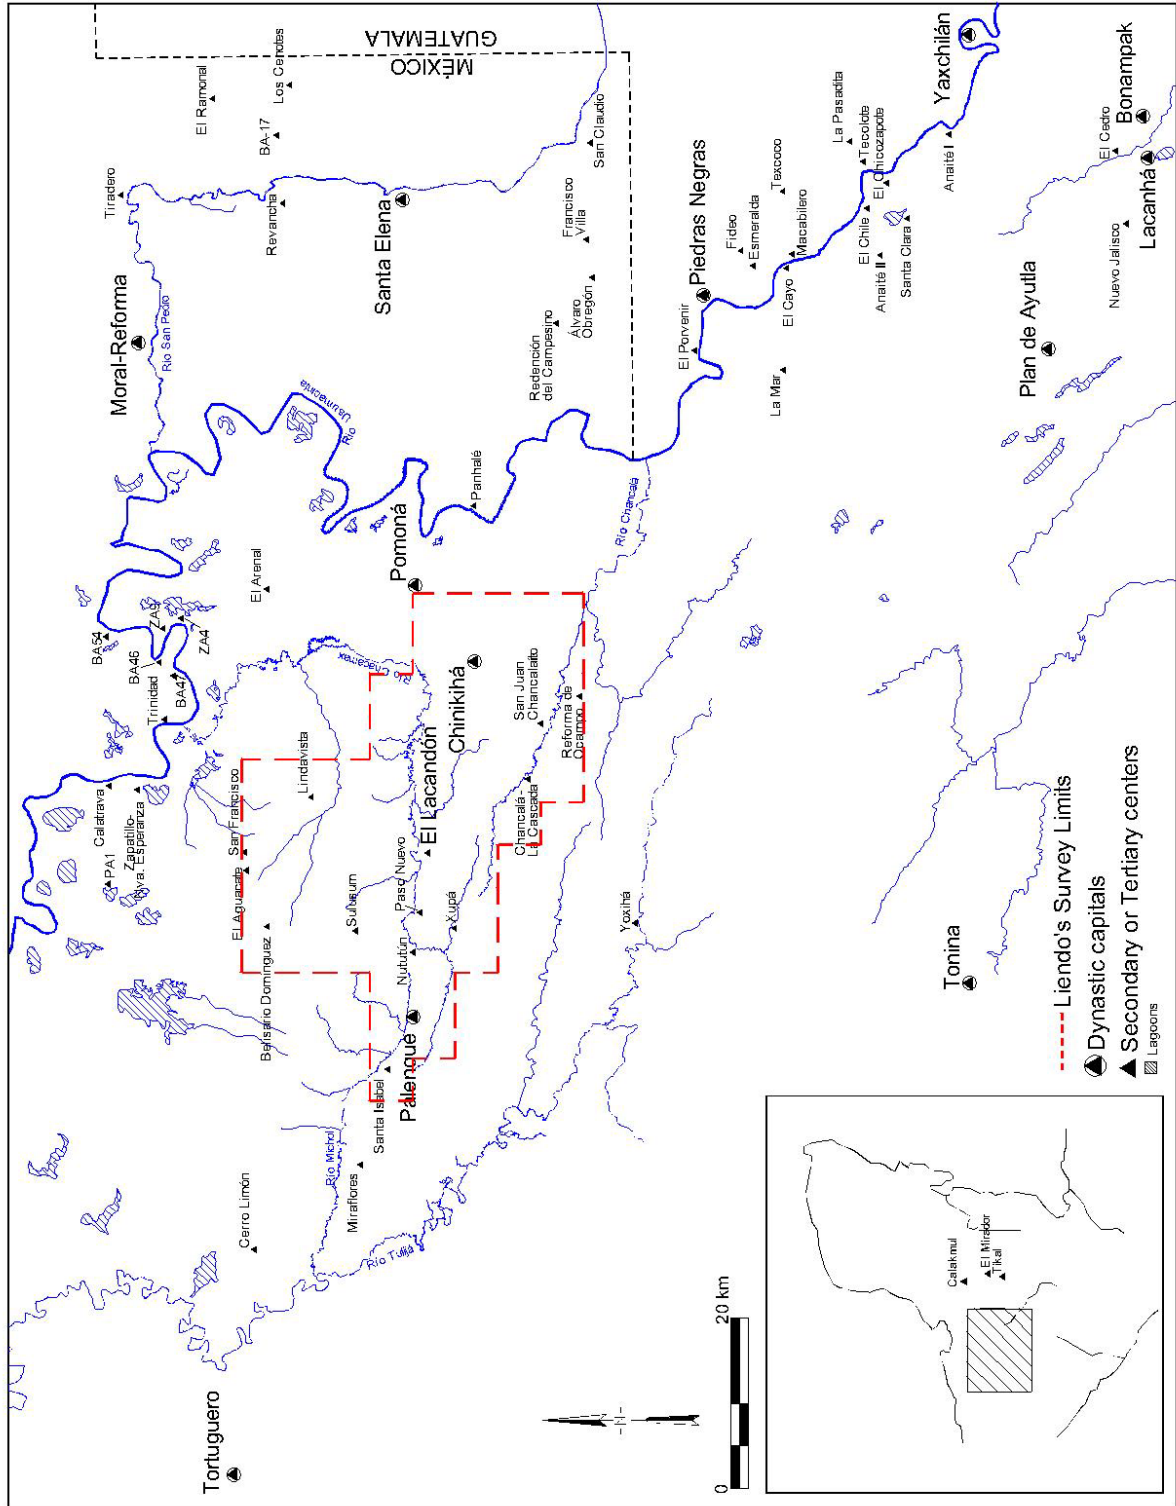 MÉXICO
GUATEMALA
Tiradero
El Ramonal
Los Cenotes
BA-17
Revancha
Moral-Reforma
Río San Pedro
Santa Elena
San Claudio
Francisco
Villa
Álvaro
Obregón
Redención
del Campesino
Río
Usumacinta
Panhalé
Pomoná
El Arenal
BA54
ZA9
ZA4
BA46
BA47
Trinidad
Calatrava
Zapatillo-
Nva. Esperanza
PA1
San Francisco
El Aguacate
Lindavista
Belisario Dominguez
Sulusum
Río Chacamax
Chinikihá
El Lacandón
Paso Nuevo
Nututún
Xupá
Palenque
Santa Isabel
San Juan
Chancalaito
Reforma de
Ocampo
Chancalá -
La Cascada
Río Chancalá
Yoxihá
Río Michol
Miraflores
Río Tulijá
Cerro Limón
Tortuguero
Piedras Negras
El Porvenir
Fideo
Esmeralda
Texcoco
Macabilero
El Cayo
La Mar
La Pasadita
Tecolote
El Chicozapote
El Chile
Anaité II
Santa Clara
Anaité I
Yaxchilán
El Cedro
Bonampak
Lacanhá
Nuevo Jalisco
Plan de Ayutla
Tonina
Liendo's Survey Limits
Dynastic capitals
Secondary or Tertiary centers
Lagoons
N
0
20 km
Calakmul
El Mirador
Tikal